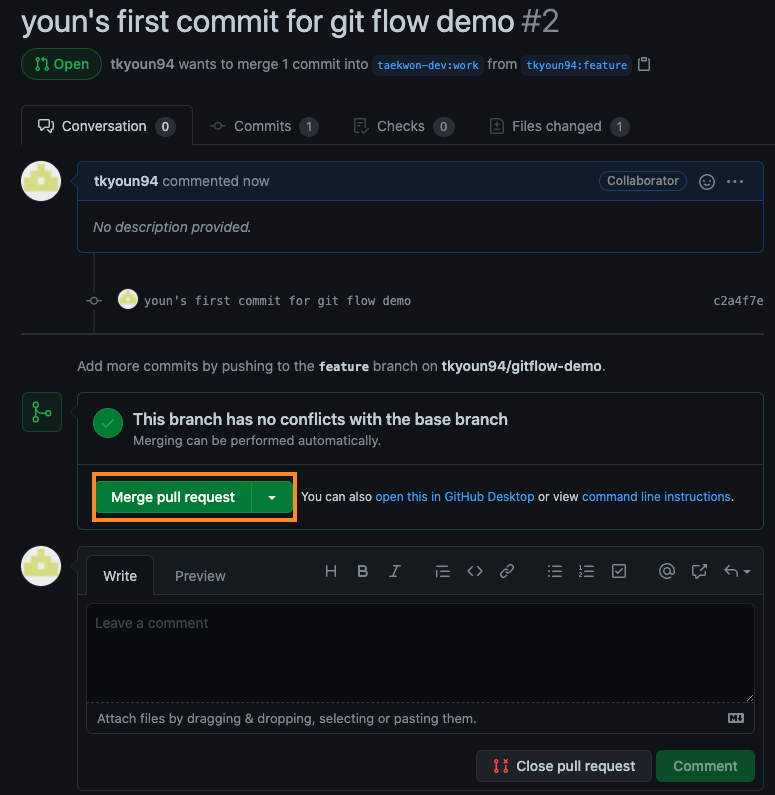 youn's first commit for git flow demo #2
Open tkyoun94 wants to merge 1 commit into taekwon-dev:work from tkyoun94:feature
Conversation 0 Commits 1 Checks 0 Files changed 1
tkyoun94 commented now Collaborator
No description provided.
youn's first commit for git flow demo c2a4f7e
Add more commits by pushing to the feature branch on tkyoun94/gitflow-demo.
This branch has no conflicts with the base branch
Merging can be performed automatically.
Merge pull request You can also open this in GitHub Desktop or view command line instructions.
Write Preview
Leave a comment
Attach files by dragging & dropping, selecting or pasting them.
Close pull request Comment